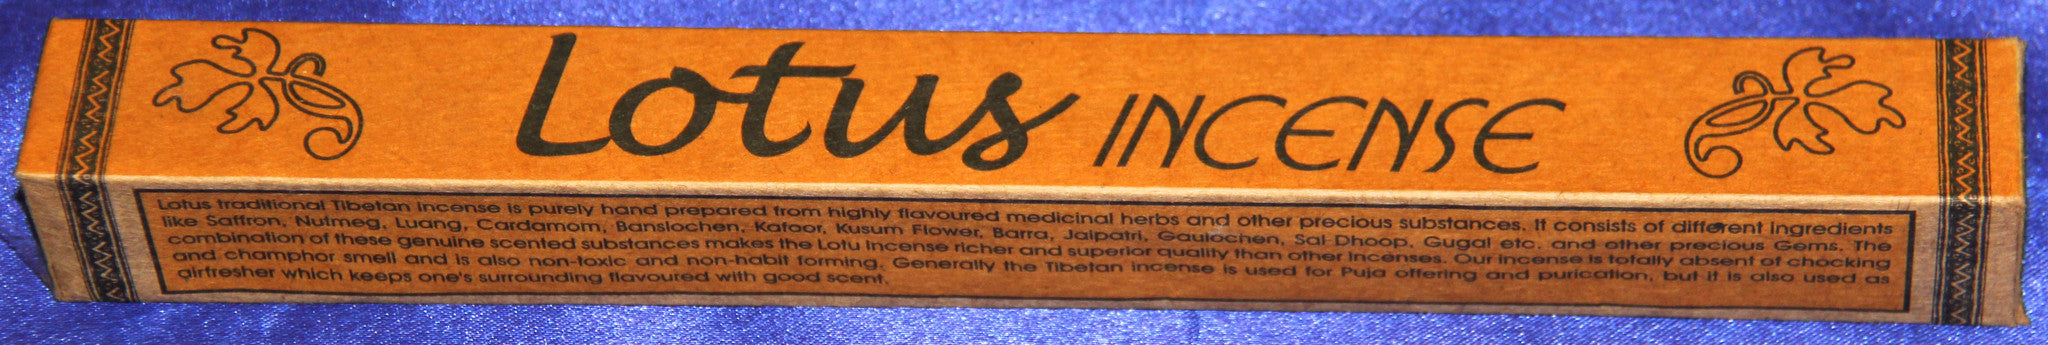 Lotus INCENSE
Lotus traditional Tibetan incense is purely hand prepared from highly flavoured medicinal herbs and other precious substances. It consists of different ingredients
like Saffron, Nutmeg, Luang, Cardamom, Banslochen, Kafoor, Kusum Flower, Barra, Jaipatri, Gaulochen, Sal Dhoop, Gugal etc. and other precious Gems. The
combination of these genuine scented substances makes the Lotu Incense richer and superior quality than other incenses. Our incense is totally absent of chocking
and champhor smell and is also non-toxic and non-habit forming. Generally the Tibetan incense is used for Puja offering and purication, but it is also used as
airfresher which keeps one's surrounding flavoured with good scent.